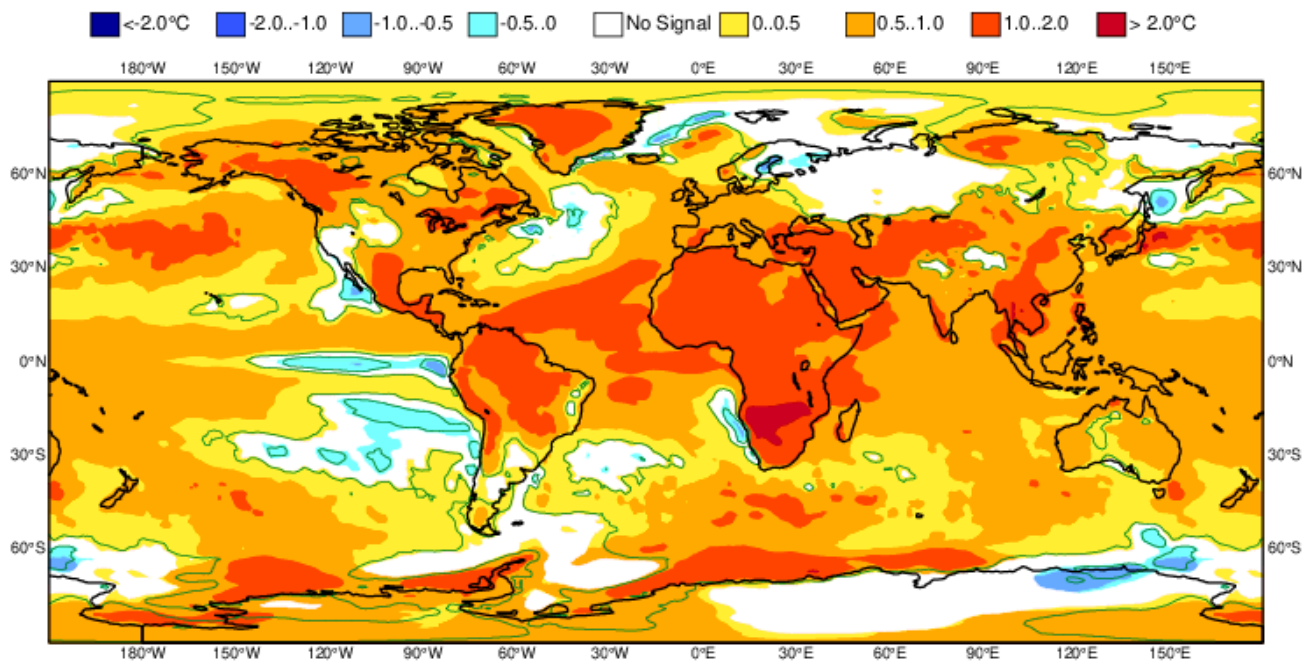 <-2.0°C -2.0..-1.0 -1.0..-0.5 -0.5..0 No Signal 0..0.5 0.5..1.0 1.0..2.0 > 2.0°C
180°W 150°W 120°W 90°W 60°W 30°W 0°E 30°E 60°E 90°E 120°E 150°E
60°N 60°N
30°N 30°N
0°N 0°N
30°S 30°S
60°S 60°S
180°W 150°W 120°W 90°W 60°W 30°W 0°E 30°E 60°E 90°E 120°E 150°E